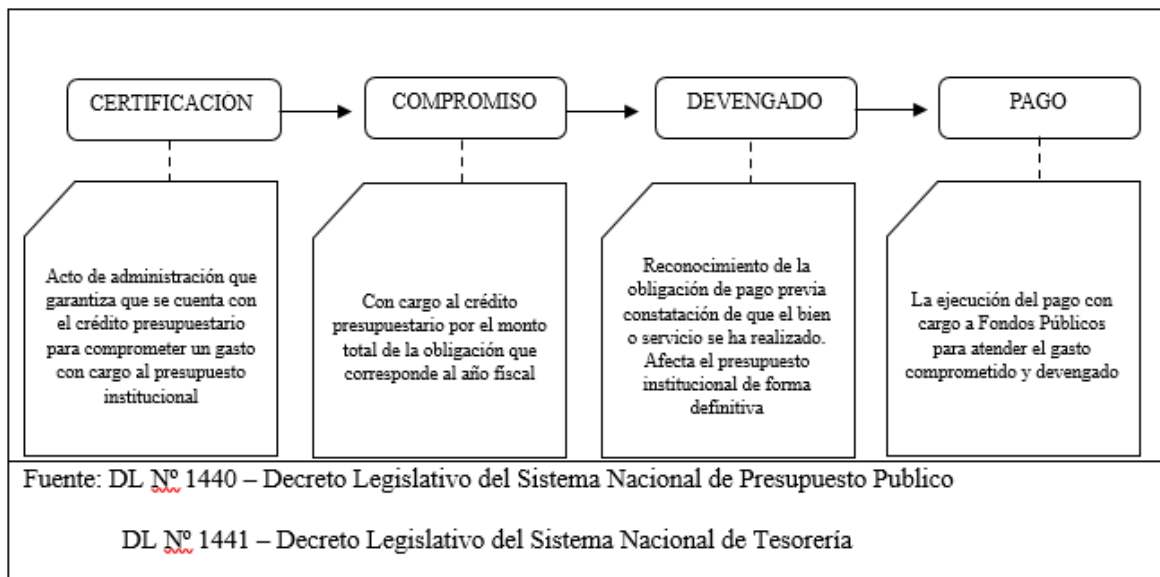 CERTIFICACIÓN
COMPROMISO
DEVENGADO
PAGO
Acto de administración que
garantiza que se cuenta con
el crédito presupuestario
para comprometer un gasto
con cargo al presupuesto
institucional
Con cargo al crédito
presupuestario por el monto
total de la obligación que
corresponde al año fiscal
Reconocimiento de la
obligación de pago previa
constatación de que el bien
o servicio se ha realizado.
Afecta el presupuesto
institucional de forma
definitiva
La ejecución del pago con
cargo a Fondos Públicos
para atender el gasto
comprometido y devengado
Fuente: DL Nº 1440 – Decreto Legislativo del Sistema Nacional de Presupuesto Publico
DL Nº 1441 – Decreto Legislativo del Sistema Nacional de Tesorería